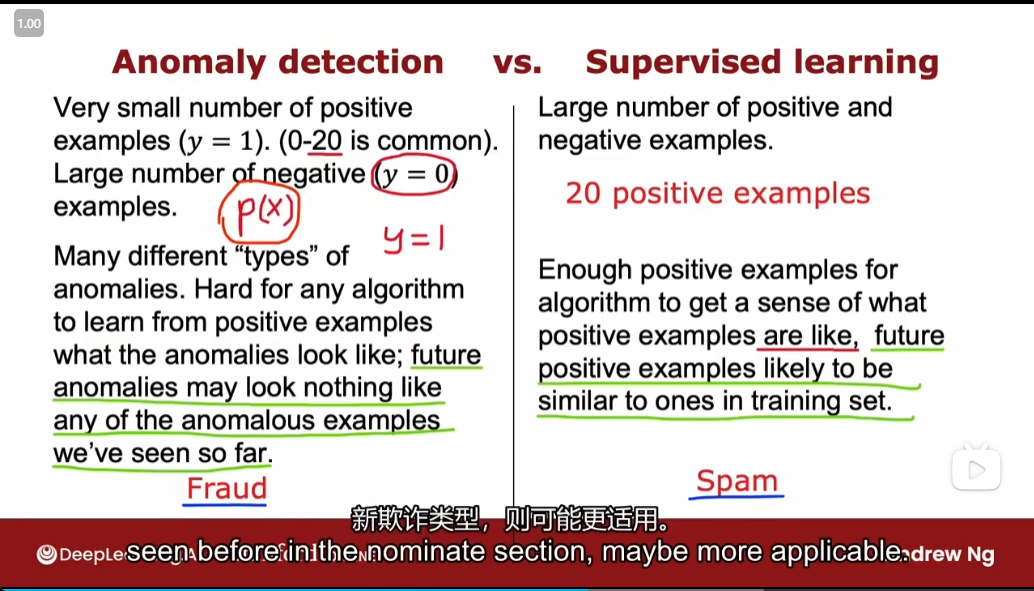 1.00
Anomaly detection vs. Supervised learning
Very small number of positive
examples (y = 1). (0-20 is common).
Large number of negative (y = 0)
examples.
p(x)
y=1
Many different “types” of
anomalies. Hard for any algorithm
to learn from positive examples
what the anomalies look like; future
anomalies may look nothing like
any of the anomalous examples
we’ve seen so far.
Fraud
Large number of positive and
negative examples.
20 positive examples
Enough positive examples for
algorithm to get a sense of what
positive examples are like, future
positive examples likely to be
similar to ones in training set.
Spam
新欺诈类型，则可能更适用。
seen before in the nominate section, maybe more applicable.